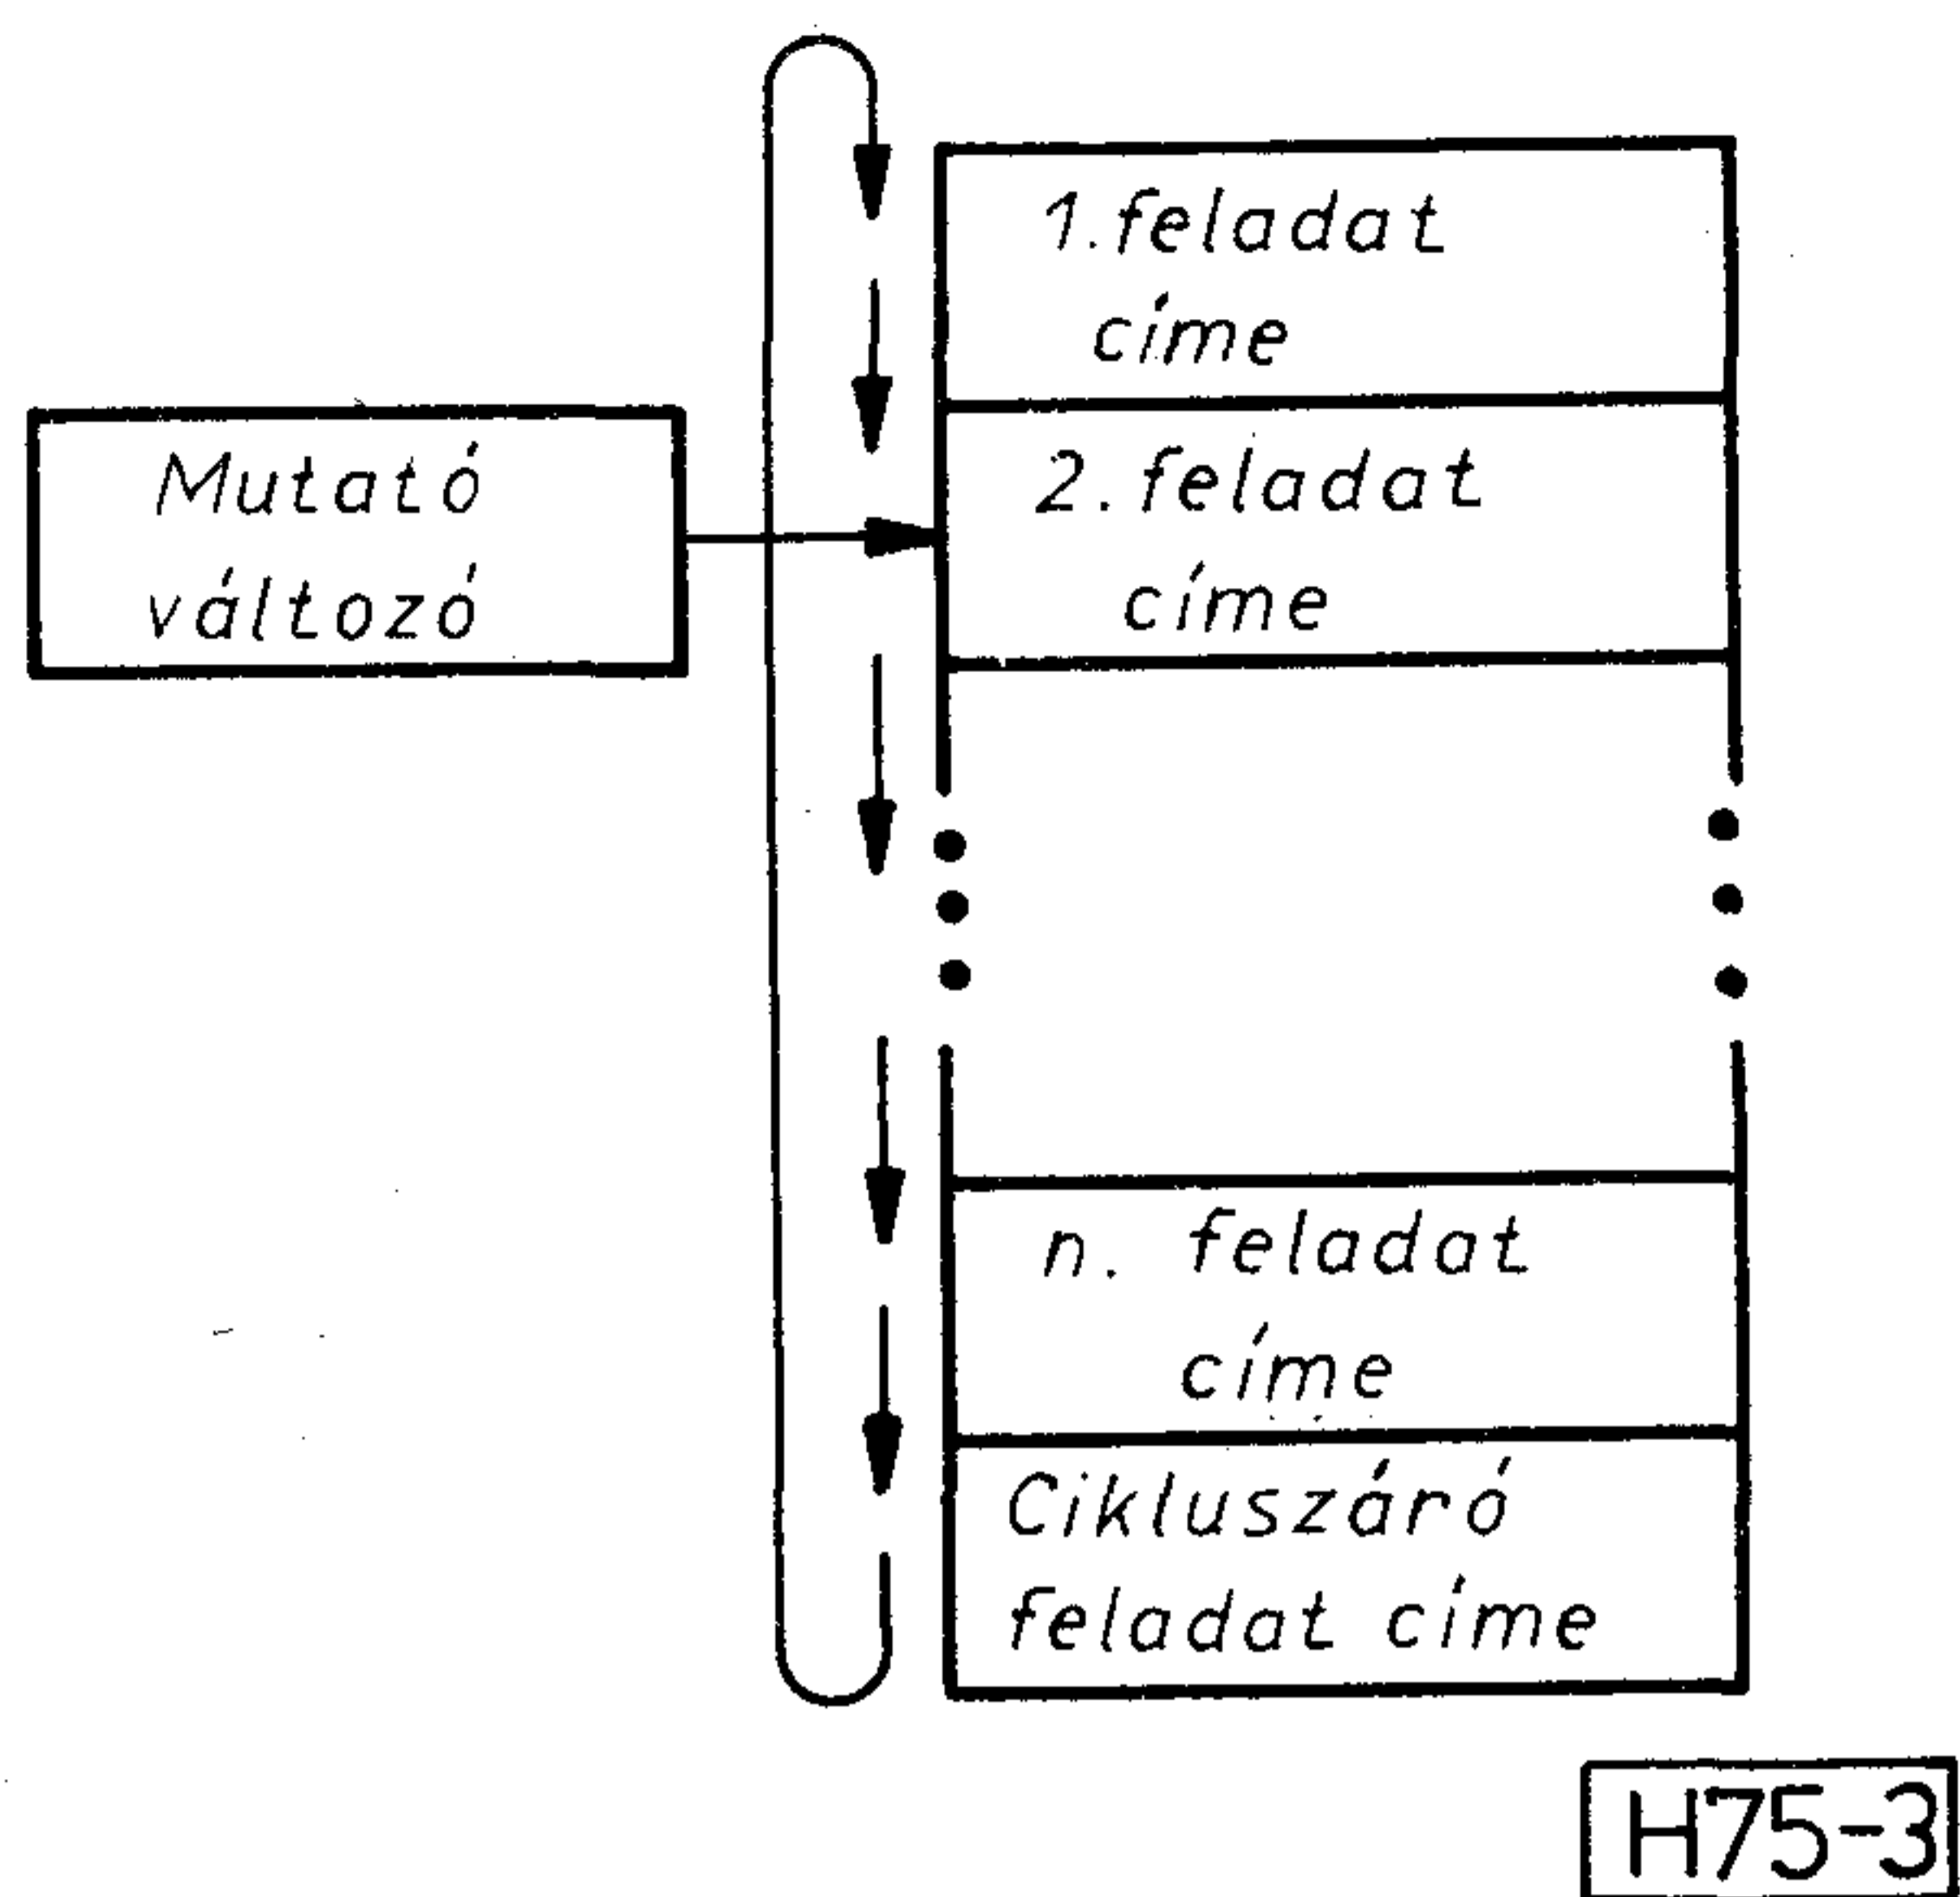 1. feladat
címe
Mutató
változó
2. feladat
címe
n. feladat
címe
Cikluszáró
feladat címe
H75-3